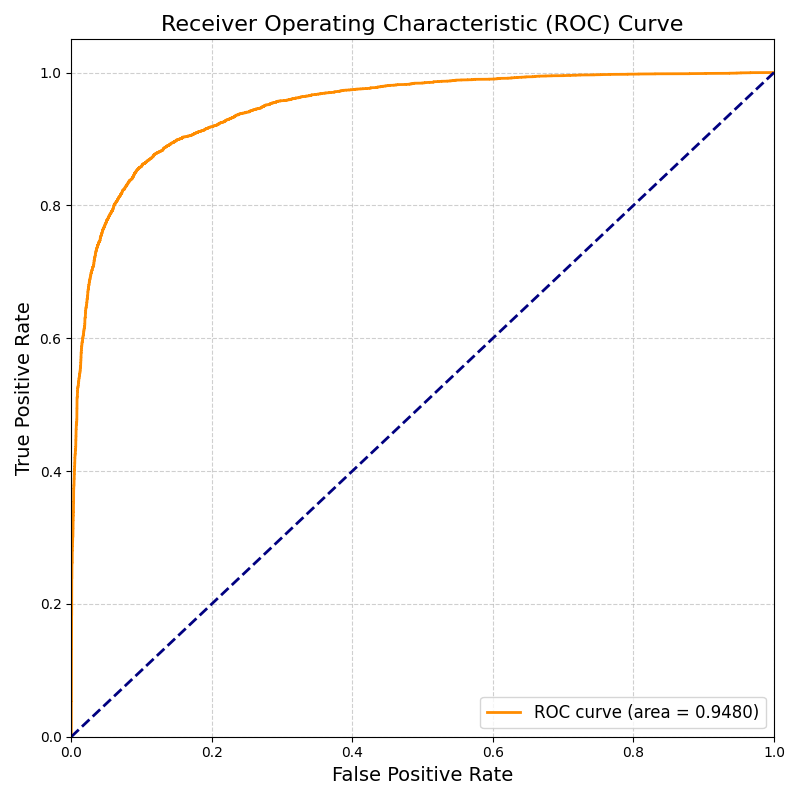 Receiver Operating Characteristic (ROC) Curve
1.0
0.8
0.6
0.4
0.2
0.0
True Positive Rate
ROC curve (area = 0.9480)
0.0 0.2 0.4 0.6 0.8 1.0
False Positive Rate